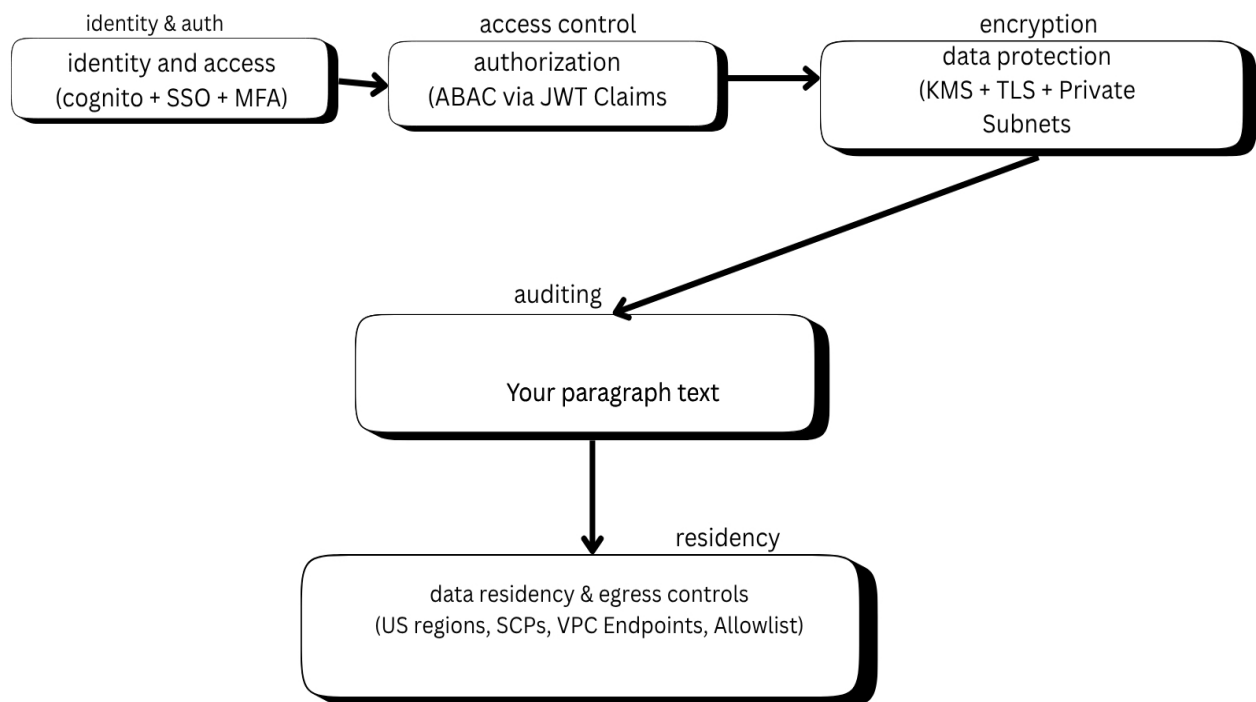 identity & auth
identity and access
(cognito + SSO + MFA)
access control
authorization
(ABAC via JWT Claims
encryption
data protection
(KMS + TLS + Private
Subnets
auditing
Your paragraph text
residency
data residency & egress controls
(US regions, SCPs, VPC Endpoints, Allowlist)